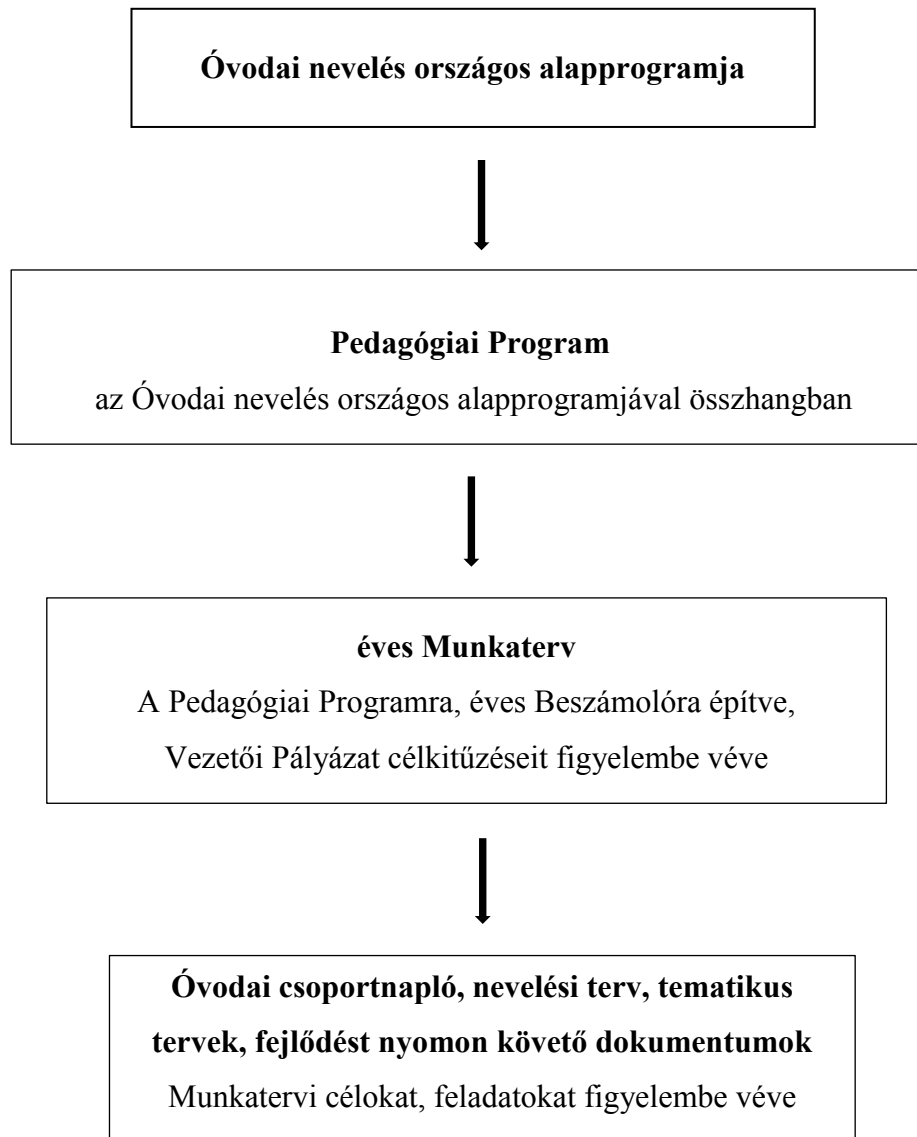 Óvodai nevelés országos alapprogramja
Pedagógiai Program
az Óvodai nevelés országos alapprogramjával összhangban
éves Munkaterv
A Pedagógiai Programra, éves Beszámolóra építve,
Vezetői Pályázat célkitűzéseit figyelembe véve
Óvodai csoportnapló, nevelési terv, tematikus
tervek, fejlődést nyomon követő dokumentumok
Munkatervi célokat, feladatokat figyelembe véve